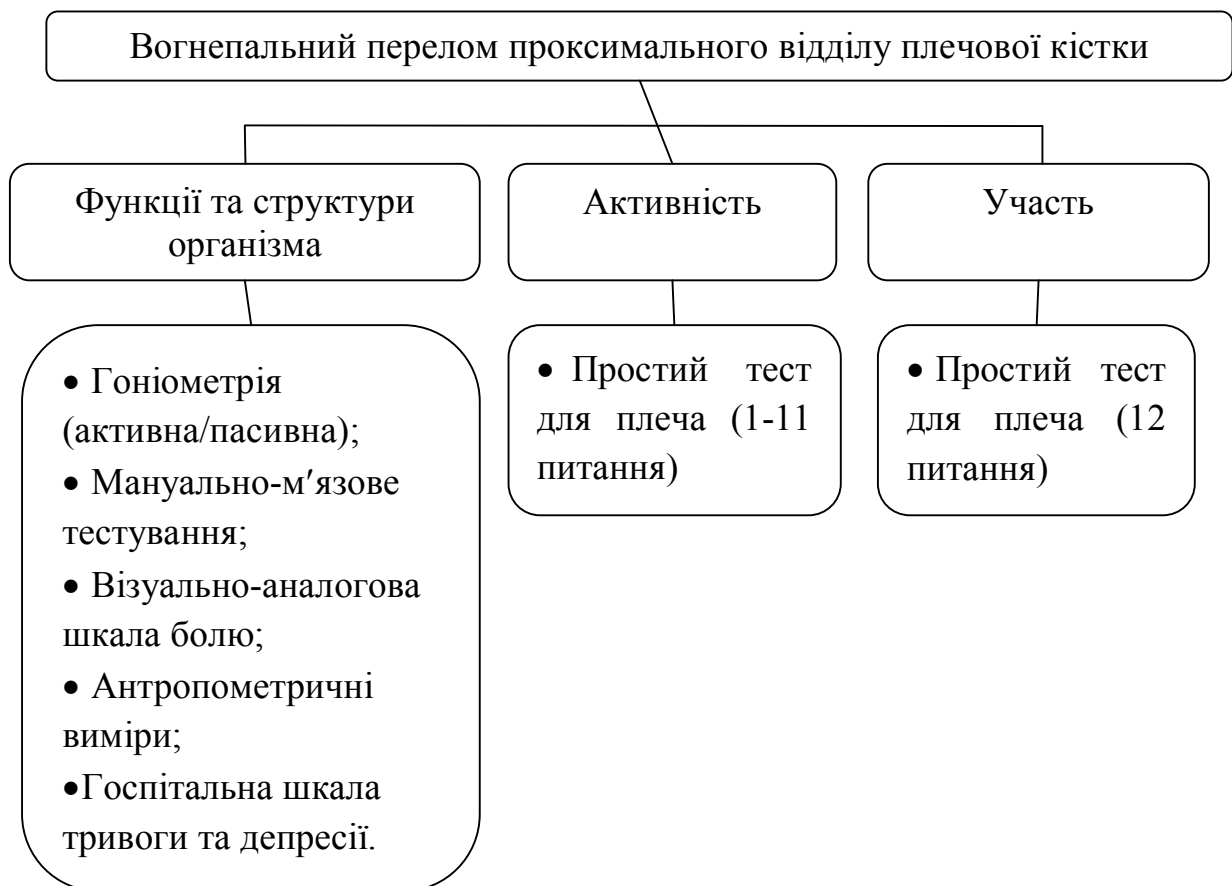 Вогнепальний перелом проксимального відділу плечової кістки
Функції та структури
організма
Активність
Участь
• Гоніометрія
(активна/пасивна);
• Мануально-м′язове
тестування;
• Візуально-аналогова
шкала болю;
• Антропометричні
виміри;
•Госпітальна шкала
тривоги та депресії.
• Простий тест
для плеча (1-11
питання)
• Простий тест
для плеча (12
питання)